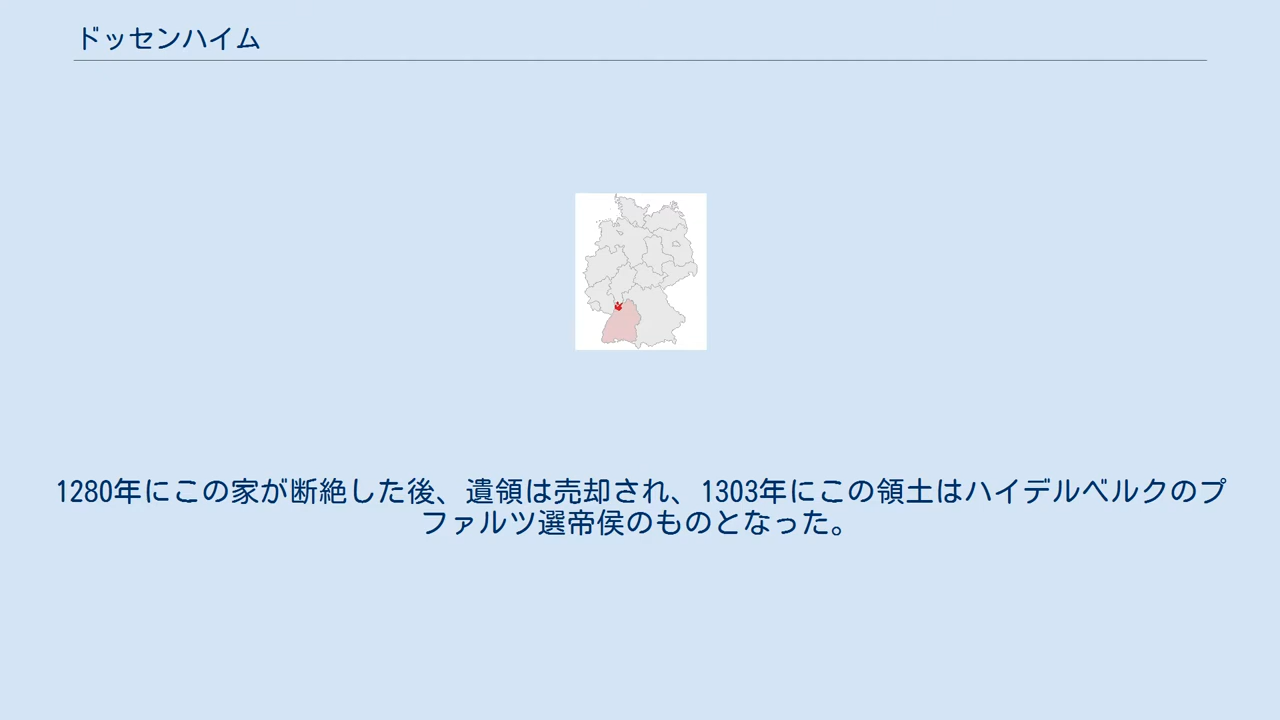 ドッセンハイム
1280年にこの家が断絶した後、遺領は売却され、1303年にこの領土はハイデルベルクのプ
ファルツ選帝侯のものとなった。